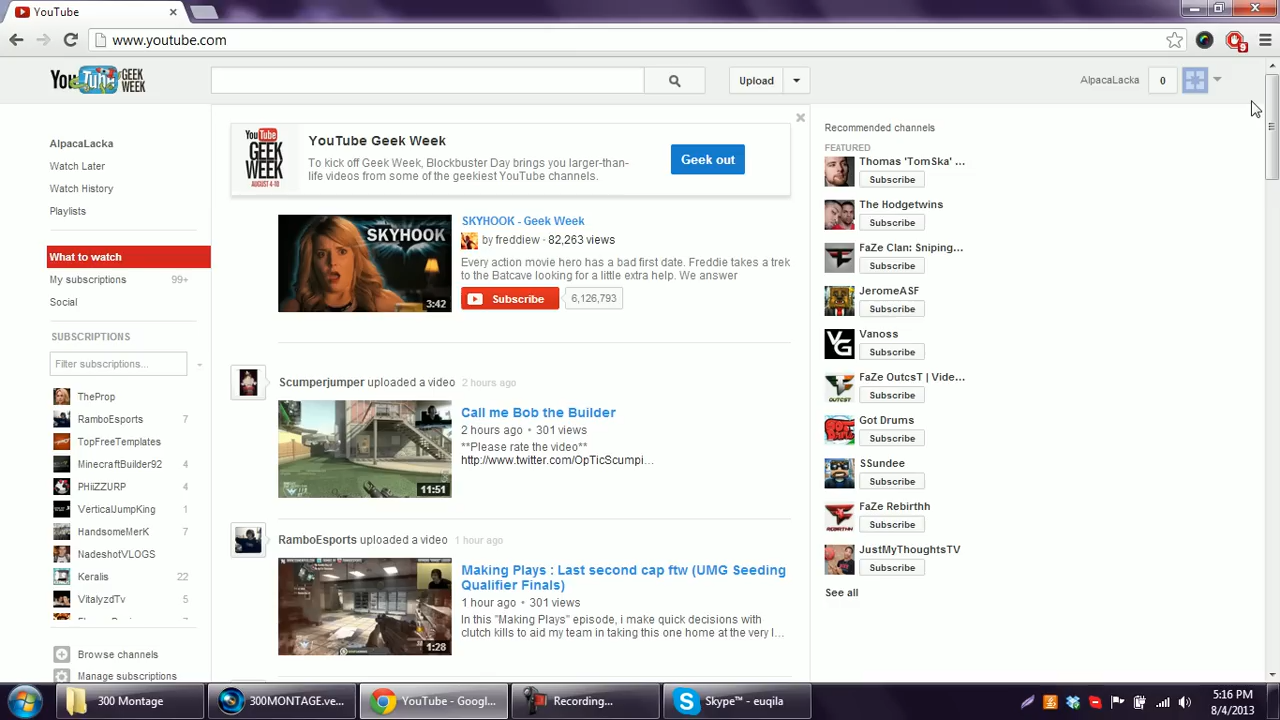 YouTube
www.youtube.com
9
YouTube GEEK WEEK
Upload
AlpacaLacka
0
AlpacaLacka
Watch Later
Watch History
Playlists
What to watch
My subscriptions 99+
Social
SUBSCRIPTIONS
Filter subscriptions...
TheProp
RamboEsports 7
TopFreeTemplates
MinecraftBuilder92 4
PHiiZZURP 4
VerticalJumpKing 1
HandsomeMerK 7
NadeshotVLOGS
Keralis 22
VitalyzdTv 5
Browse channels
Manage subscriptions
YouTube GEEK WEEK AUGUST 4-10
YouTube Geek Week
To kick off Geek Week, Blockbuster Day brings you larger-than-
life videos from some of the geekiest YouTube channels.
Geek out
SKYHOOK
3:42
SKYHOOK - Geek Week
by freddiew · 82,263 views
Every action movie hero has a bad first date. Freddie takes a trek
to the Batcave looking for a little extra help. We answer
Subscribe 6,126,793
Scumperjumper uploaded a video 2 hours ago
11:51
Call me Bob the Builder
2 hours ago • 301 views
**Please rate the video**
http://www.twitter.com/OpTicScumpi...
RamboEsports uploaded a video 1 hour ago
1:28
Making Plays : Last second cap ftw (UMG Seeding
Qualifier Finals)
1 hour ago • 301 views
In this "Making Plays" episode, i make quick decisions with
clutch kills to aid my team in taking this one home at the very l...
Recommended channels
FEATURED
Thomas 'TomSka' ...
Subscribe
The Hodgetwins
Subscribe
FaZe Clan: Sniping...
Subscribe
JeromeASF
Subscribe
Vanoss
Subscribe
FaZe OutcsT | Vide...
Subscribe
Got Drums
Subscribe
SSundee
Subscribe
FaZe Rebirthh
Subscribe
JustMyThoughtsTV
Subscribe
See all
300 Montage
300MONTAGE.ve...
YouTube - Googl...
Recording...
Skype™ - euqila
5:16 PM
8/4/2013